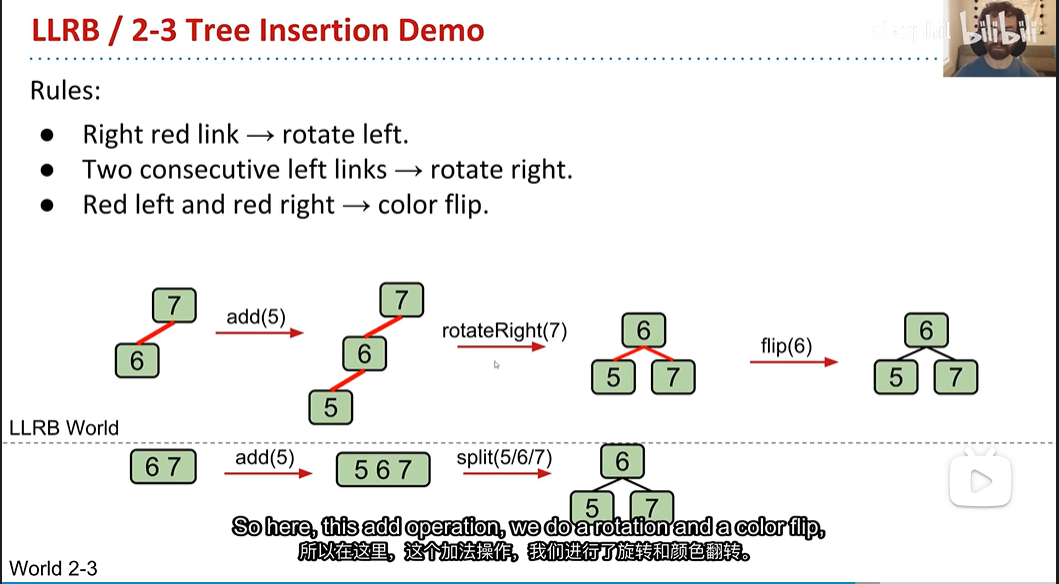 LLRB / 2-3 Tree Insertion Demo
bilibili
Rules:
● Right red link → rotate left.
● Two consecutive left links → rotate right.
● Red left and red right → color flip.
7
6
add(5)
7
6
5
rotateRight(7)
6
5 7
flip(6)
6
5 7
LLRB World
6 7
add(5)
5 6 7
split(5/6/7)
6
5 7
So here, this add operation, we do a rotation and a color flip,
所以在这里，这个加法操作，我们进行了旋转和颜色翻转。
World 2-3